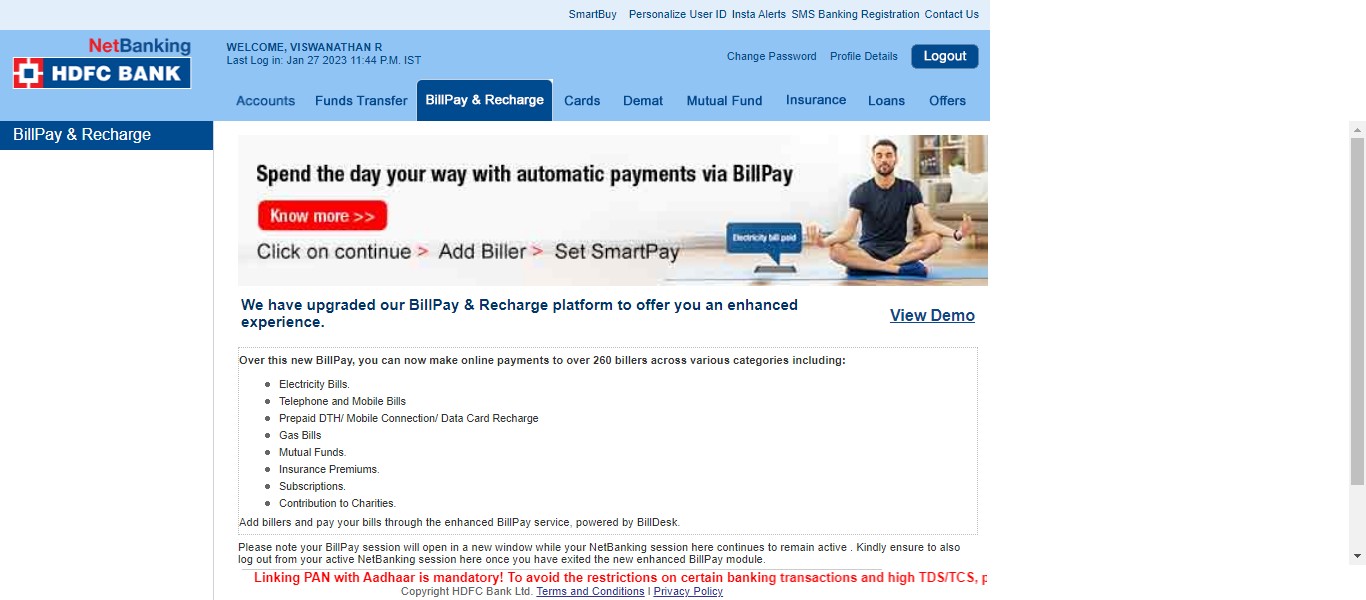 SmartBuy Personalize User ID Insta Alerts SMS Banking Registration Contact Us
NetBanking
HDFC BANK
WELCOME, VISWANATHAN R
Last Log in: Jan 27 2023 11:44 P.M. IST
Change Password Profile Details Logout
Accounts Funds Transfer BillPay & Recharge Cards Demat Mutual Fund Insurance Loans Offers
BillPay & Recharge
Spend the day your way with automatic payments via BillPay
Know more >>
Click on continue > Add Biller > Set SmartPay
Electricity bill paid
We have upgraded our BillPay & Recharge platform to offer you an enhanced
experience.
View Demo
Over this new BillPay, you can now make online payments to over 260 billers across various categories including:
• Electricity Bills.
• Telephone and Mobile Bills
• Prepaid DTH/ Mobile Connection/ Data Card Recharge
• Gas Bills
• Mutual Funds.
• Insurance Premiums.
• Subscriptions.
• Contribution to Charities.
Add billers and pay your bills through the enhanced BillPay service, powered by BillDesk.
Please note your BillPay session will open in a new window while your NetBanking session here continues to remain active . Kindly ensure to also
log out from your active NetBanking session here once you have exited the new enhanced BillPay module.
Linking PAN with Aadhaar is mandatory! To avoid the restrictions on certain banking transactions and high TDS/TCS, p
Copyright HDFC Bank Ltd. Terms and Conditions I Privacy Policy